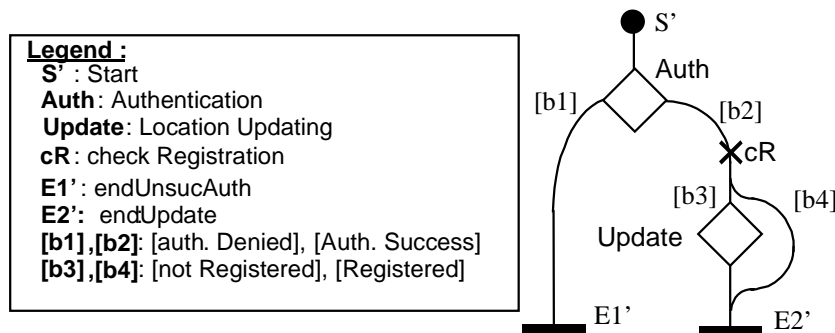 Legend :
S' : Start
Auth: Authentication
Update: Location Updating
cR: check Registration
E1': endUnsucAuth
E2': endUpdate
[b1],[b2]: [auth. Denied], [Auth. Success]
[b3],[b4]: [not Registered], [Registered]
S'
Auth
[b1]
[b2]
cR
[b3]
[b4]
Update
E1'
E2'